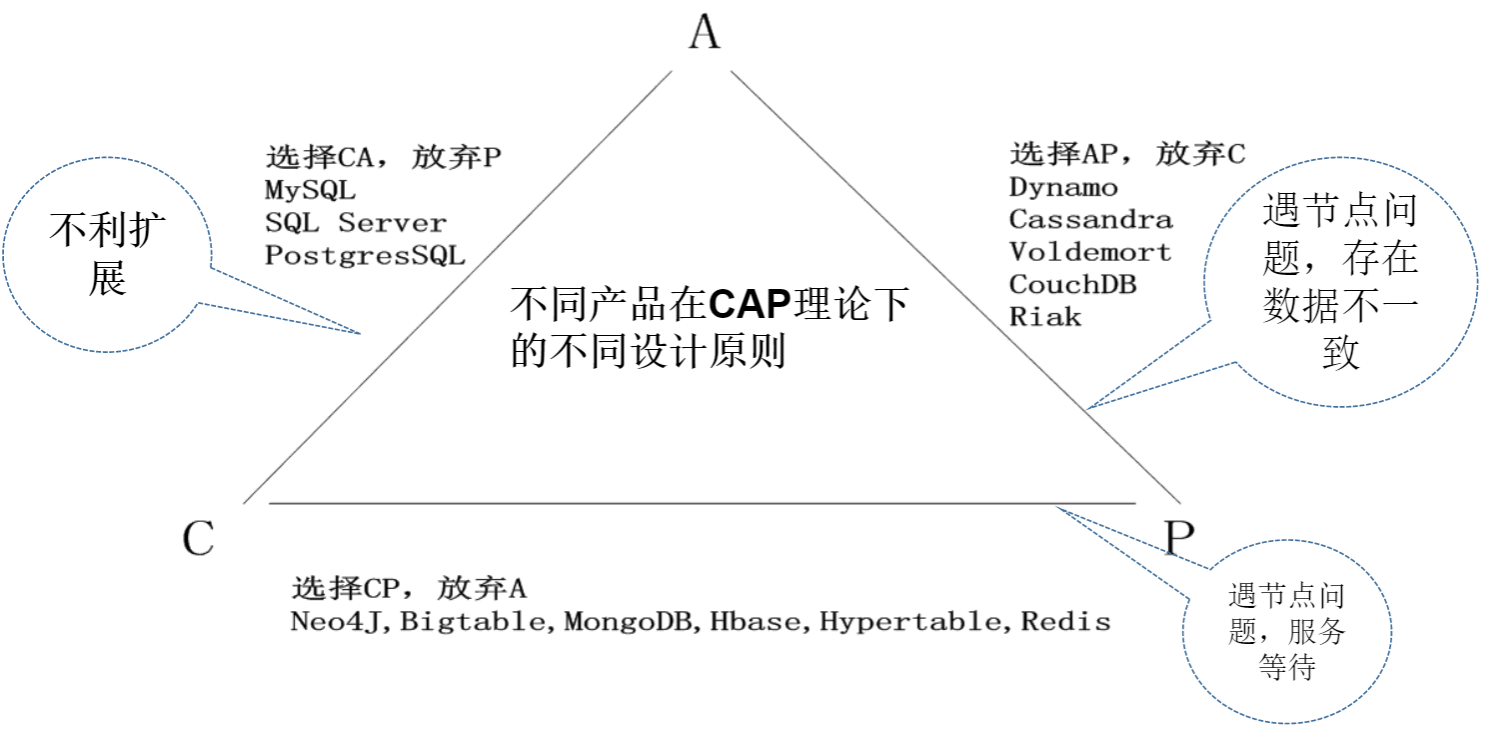 A
选择CA，放弃P
MySQL
SQL Server
PostgresSQL
不利扩
展
选择AP，放弃C
Dynamo
Cassandra
Voldemort
CouchDB
Riak
遇节点问
题，存在
数据不一
致
不同产品在CAP理论下
的不同设计原则
C
P
选择CP，放弃A
Neo4J,Bigtable,MongoDB,Hbase,Hypertable,Redis
遇节点问
题，服务
等待